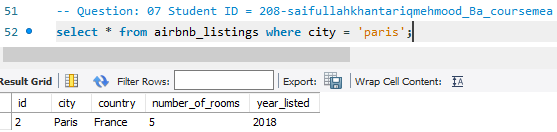 51 -- Question: 07 Student ID = 208-saifullahkhantariqmehmood_Ba_coursemea
52 select * from airbnb_listings where city = 'paris';
Result Grid Filter Rows: Export: Wrap Cell Content:
id city country number_of_rooms year_listed
2 Paris France 5 2018